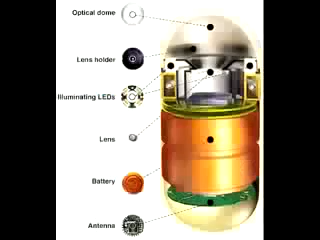 Optical dome
Lens holder
Illuminating LEDs
Lens
Battery
Antenna